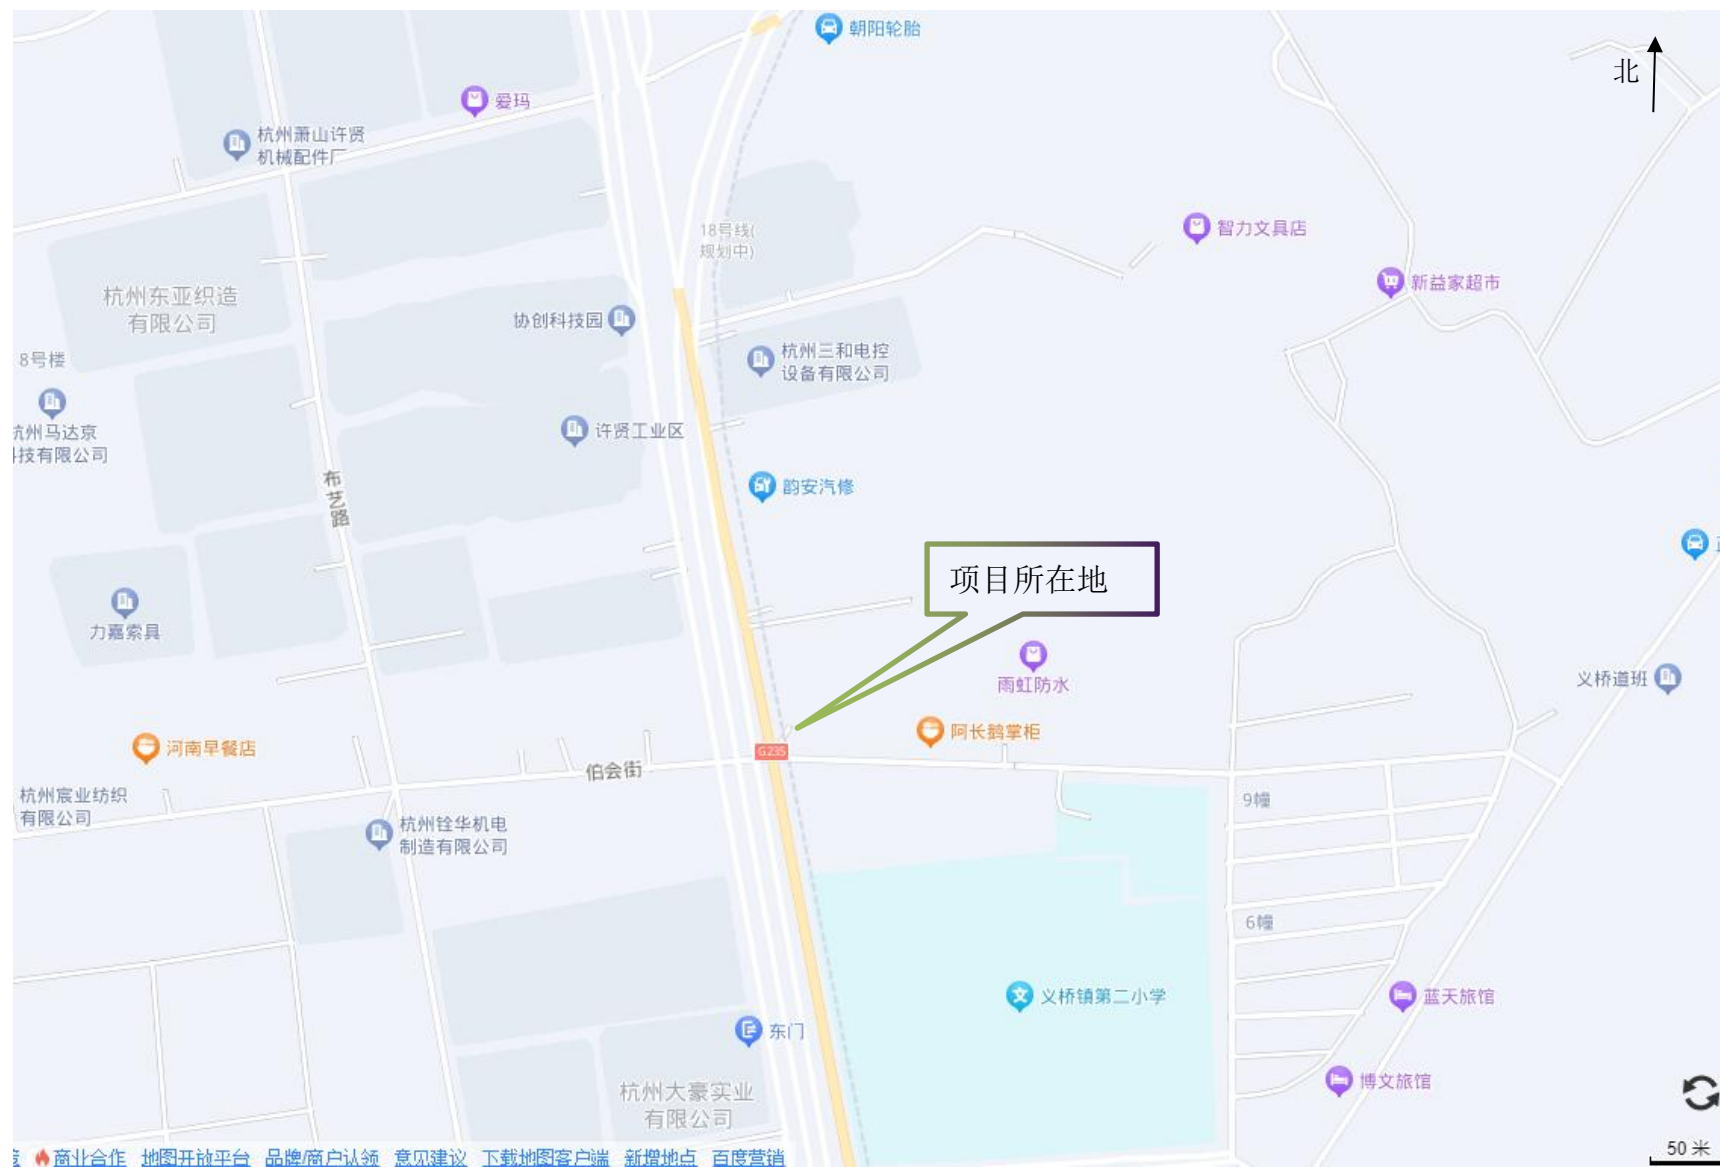 朝阳轮胎
北
爱玛
杭州萧山许贤
机械配件厂
18号线(
规划中)
智力文具店
新益家超市
杭州东亚织造
有限公司
协创科技园
杭州三和电控
设备有限公司
8号楼
杭州马达京
科技有限公司
许贤工业区
布艺路
韵安汽修
项目所在地
力嘉索具
雨虹防水
义桥道班
河南早餐店
阿长鹅掌柜
G235
伯会街
杭州宸业纺织
有限公司
9幢
杭州铨华机电
制造有限公司
6幢
义桥镇第二小学
蓝天旅馆
东门
博文旅馆
杭州大豪实业
有限公司
50 米
商业合作 地图开放平台 品牌/商户认领 意见建议 下载地图客户端 新增地点 百度营销